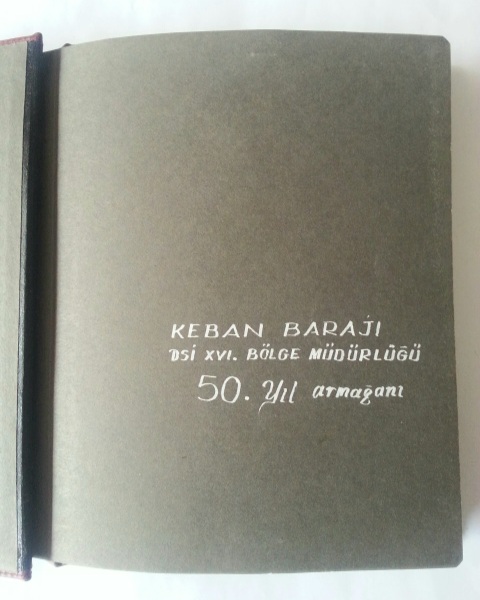 KEBAN BARAJI
DSİ XVI. BÖLGE MÜDÜRLÜĞÜ
50. Yıl armağanı